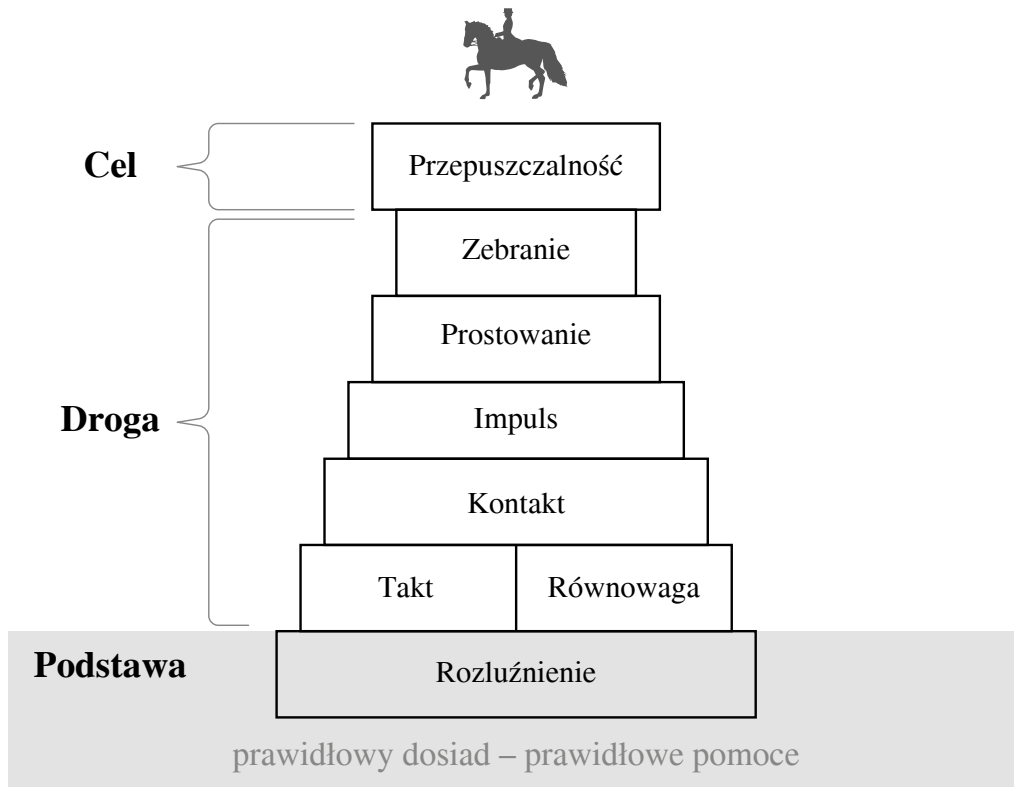 Cel
Przepuszczalność
Zebranie
Prostowanie
Impuls
Droga
Kontakt
Takt
Równowaga
Podstawa
Rozluźnienie
prawidłowy dosiad – prawidłowe pomoce